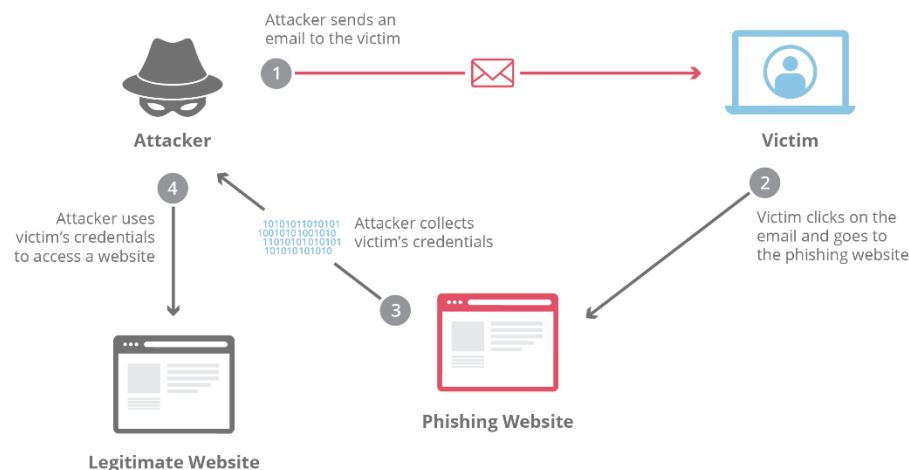 Attacker sends an
email to the victim
1
Attacker
Victim
4
Attacker uses
victim's credentials
to access a website
10101011010101
10010101001010
11010101010101
101010101010
Attacker collects
victim's credentials
2
Victim clicks on the
email and goes to
the phishing website
3
Phishing Website
Legitimate Website